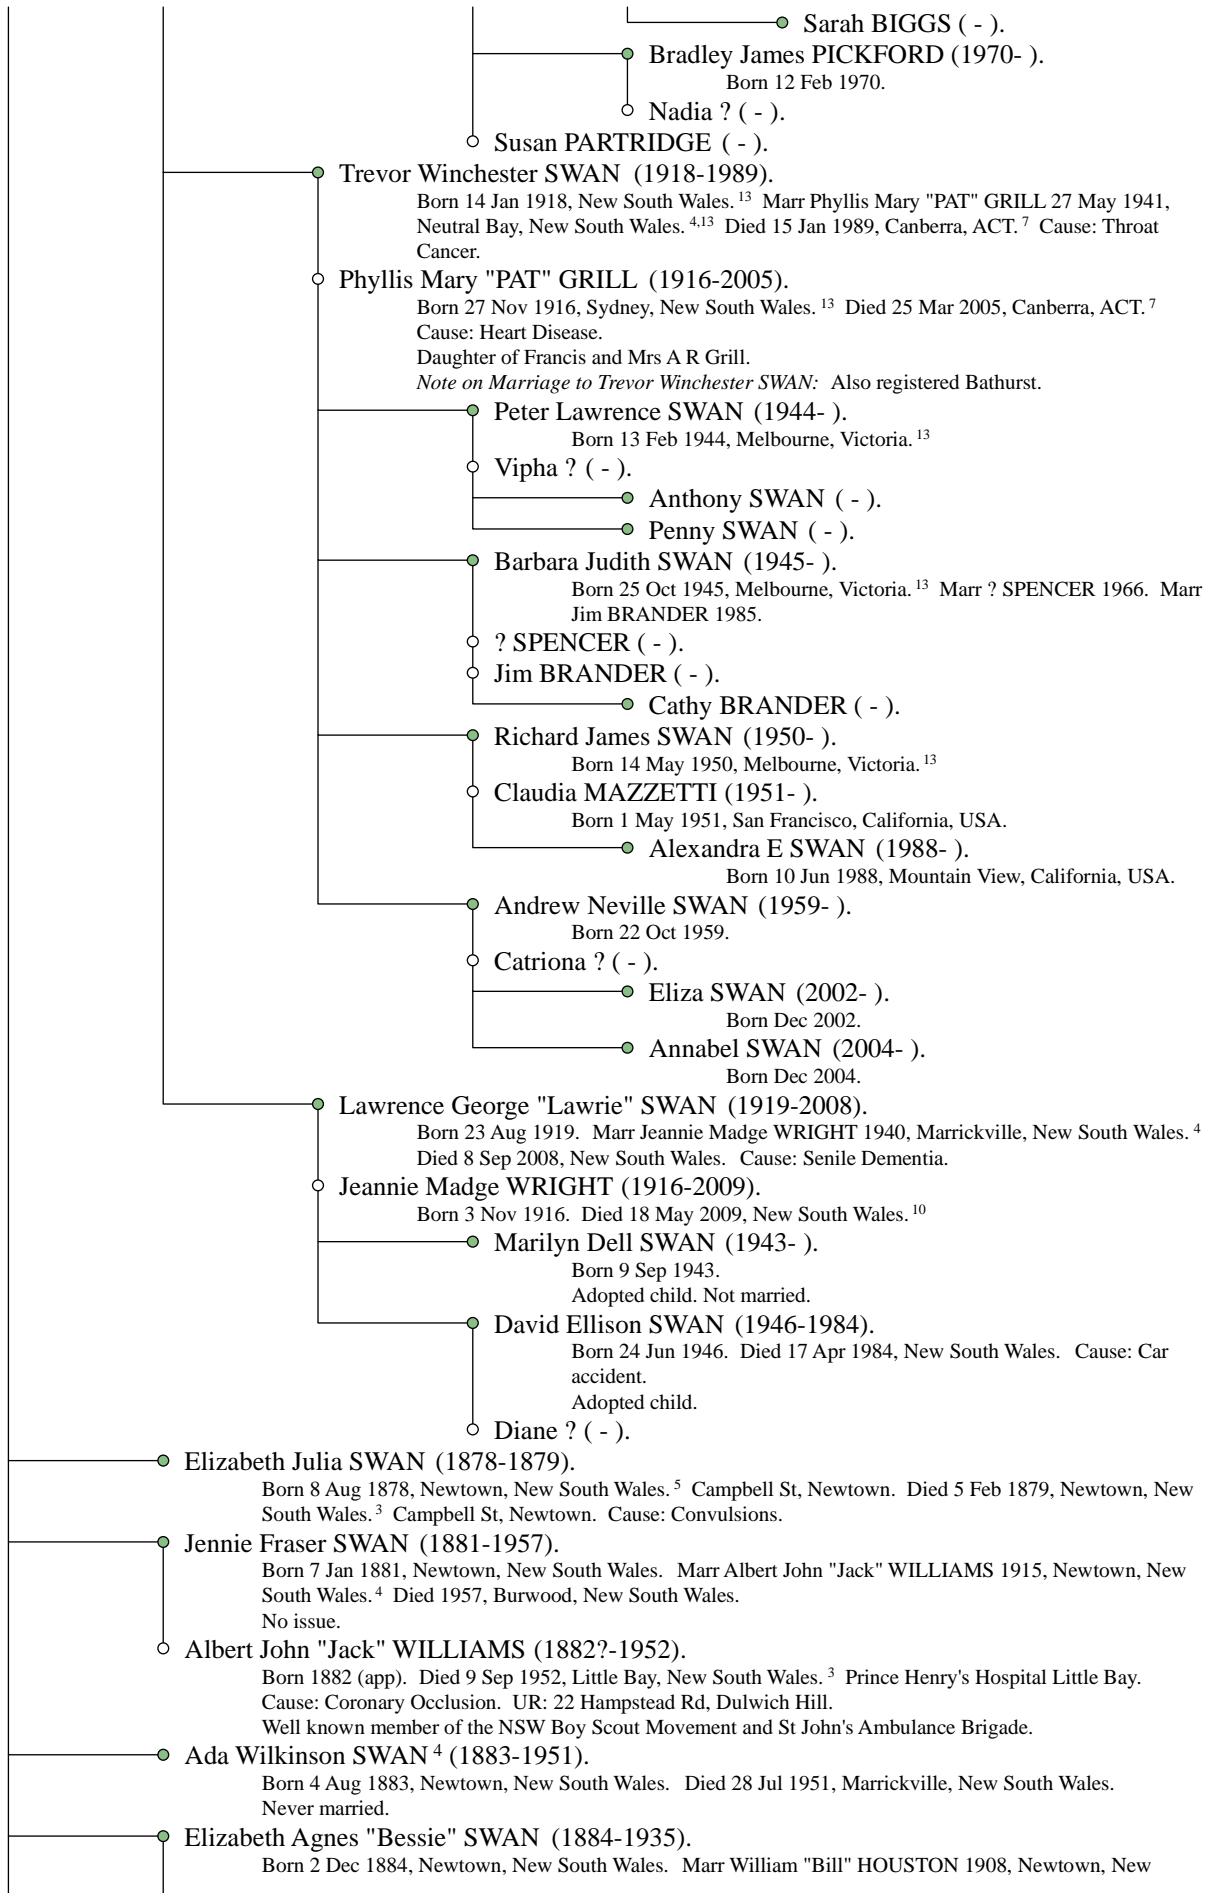 Sarah BIGGS ( - ).
Bradley James PICKFORD (1970- ).
Born 12 Feb 1970.
Nadia ? ( - ).
Susan PARTRIDGE ( - ).
Trevor Winchester SWAN (1918-1989).
Born 14 Jan 1918, New South Wales. 13 Marr Phyllis Mary "PAT" GRILL 27 May 1941,
Neutral Bay, New South Wales. 4,13 Died 15 Jan 1989, Canberra, ACT. 7 Cause: Throat
Cancer.
Phyllis Mary "PAT" GRILL (1916-2005).
Born 27 Nov 1916, Sydney, New South Wales. 13 Died 25 Mar 2005, Canberra, ACT. 7
Cause: Heart Disease.
Daughter of Francis and Mrs A R Grill.
Note on Marriage to Trevor Winchester SWAN: Also registered Bathurst.
Peter Lawrence SWAN (1944- ).
Born 13 Feb 1944, Melbourne, Victoria. 13
Vipha ? ( - ).
Anthony SWAN ( - ).
Penny SWAN ( - ).
Barbara Judith SWAN (1945- ).
Born 25 Oct 1945, Melbourne, Victoria. 13 Marr ? SPENCER 1966. Marr
Jim BRANDER 1985.
? SPENCER ( - ).
Jim BRANDER ( - ).
Cathy BRANDER ( - ).
Richard James SWAN (1950- ).
Born 14 May 1950, Melbourne, Victoria. 13
Claudia MAZZETTI (1951- ).
Born 1 May 1951, San Francisco, California, USA.
Alexandra E SWAN (1988- ).
Born 10 Jun 1988, Mountain View, California, USA.
Andrew Neville SWAN (1959- ).
Born 22 Oct 1959.
Catriona ? ( - ).
Eliza SWAN (2002- ).
Born Dec 2002.
Annabel SWAN (2004- ).
Born Dec 2004.
Lawrence George "Lawrie" SWAN (1919-2008).
Born 23 Aug 1919. Marr Jeannie Madge WRIGHT 1940, Marrickville, New South Wales. 4
Died 8 Sep 2008, New South Wales. Cause: Senile Dementia.
Jeannie Madge WRIGHT (1916-2009).
Born 3 Nov 1916. Died 18 May 2009, New South Wales. 10
Marilyn Dell SWAN (1943- ).
Born 9 Sep 1943.
Adopted child. Not married.
David Ellison SWAN (1946-1984).
Born 24 Jun 1946. Died 17 Apr 1984, New South Wales. Cause: Car
accident.
Adopted child.
Diane ? ( - ).
Elizabeth Julia SWAN (1878-1879).
Born 8 Aug 1878, Newtown, New South Wales. 5 Campbell St, Newtown. Died 5 Feb 1879, Newtown, New
South Wales. 3 Campbell St, Newtown. Cause: Convulsions.
Jennie Fraser SWAN (1881-1957).
Born 7 Jan 1881, Newtown, New South Wales. Marr Albert John "Jack" WILLIAMS 1915, Newtown, New
South Wales. 4 Died 1957, Burwood, New South Wales.
No issue.
Albert John "Jack" WILLIAMS (1882?-1952).
Born 1882 (app). Died 9 Sep 1952, Little Bay, New South Wales. 3 Prince Henry's Hospital Little Bay.
Cause: Coronary Occlusion. UR: 22 Hampstead Rd, Dulwich Hill.
Well known member of the NSW Boy Scout Movement and St John's Ambulance Brigade.
Ada Wilkinson SWAN 4 (1883-1951).
Born 4 Aug 1883, Newtown, New South Wales. Died 28 Jul 1951, Marrickville, New South Wales.
Never married.
Elizabeth Agnes "Bessie" SWAN (1884-1935).
Born 2 Dec 1884, Newtown, New South Wales. Marr William "Bill" HOUSTON 1908, Newtown, New